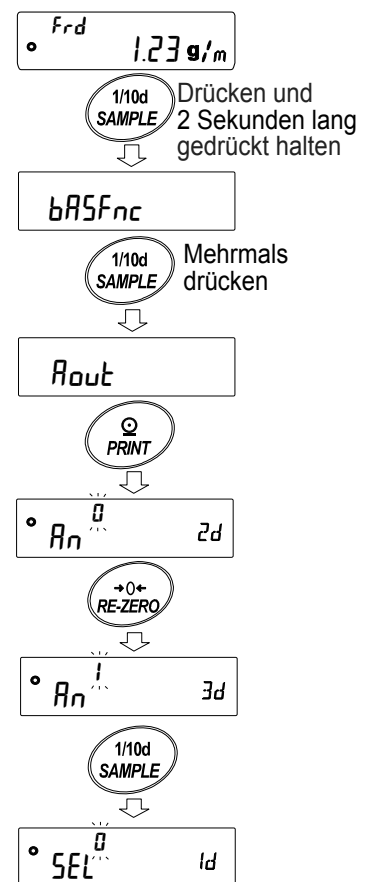 Frd
1.23 g/m
1/10d
SAMPLE
Drücken und
2 Sekunden lang
gedrückt halten
bASFnc
1/10d
SAMPLE
Mehrmals
drücken
Aout
PRINT
0
An 2d
→0←
RE-ZERO
1
An 3d
1/10d
SAMPLE
0
SEL 1d